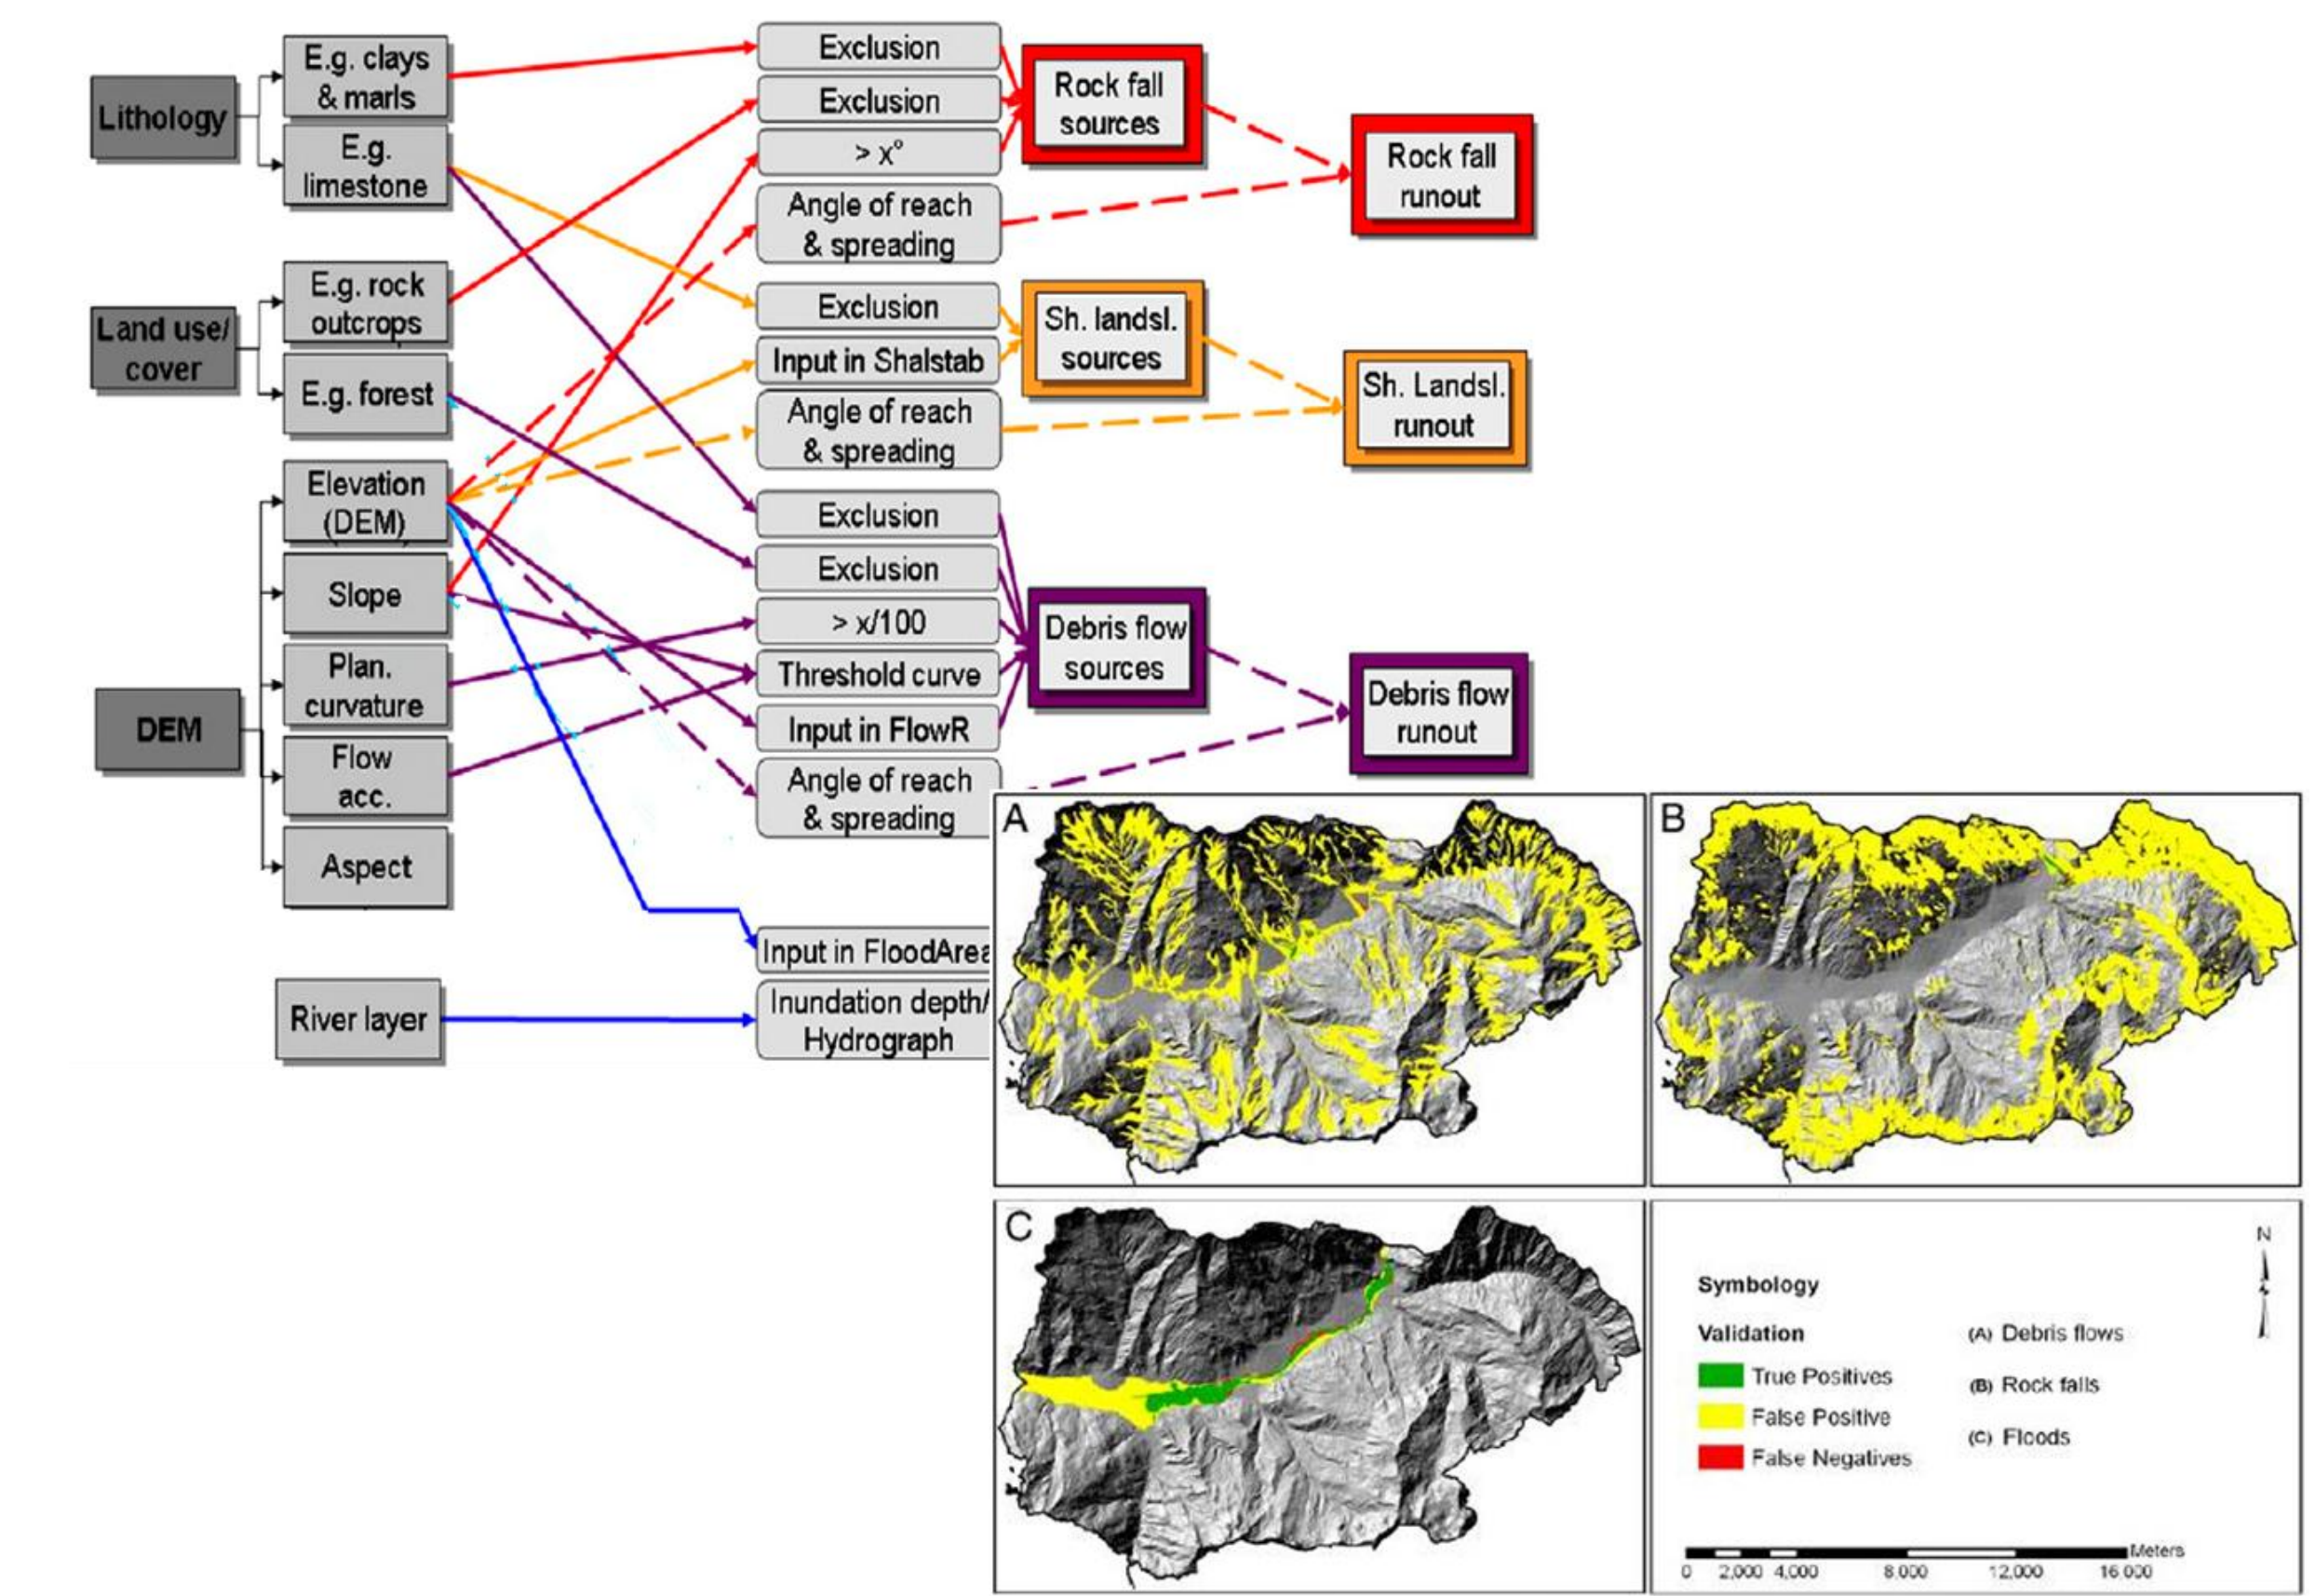 Lithology
E.g. clays
& marls
E.g.
limestone
Land use/
cover
E.g. rock
outcrops
E.g. forest
DEM
Elevation
(DEM)
Slope
Plan.
curvature
Flow
acc.
Aspect
River layer
Exclusion
Exclusion
> x°
Angle of reach
& spreading
Exclusion
Input in Shalstab
Angle of reach
& spreading
Exclusion
Exclusion
> x/100
Threshold curve
Input in FlowR
Angle of reach
& spreading
Input in FloodArea
Inundation depth/
Hydrograph
Rock fall
sources
Rock fall
runout
Sh. landsl.
sources
Sh. Landsl.
runout
Debris flow
sources
Debris flow
runout
A
B
C
N
Symbology
Validation
True Positives
False Positive
False Negatives
(A) Debris flows
(B) Rock falls
(C) Floods
Meters
0 2,000 4,000 8,000 12,000 16,000